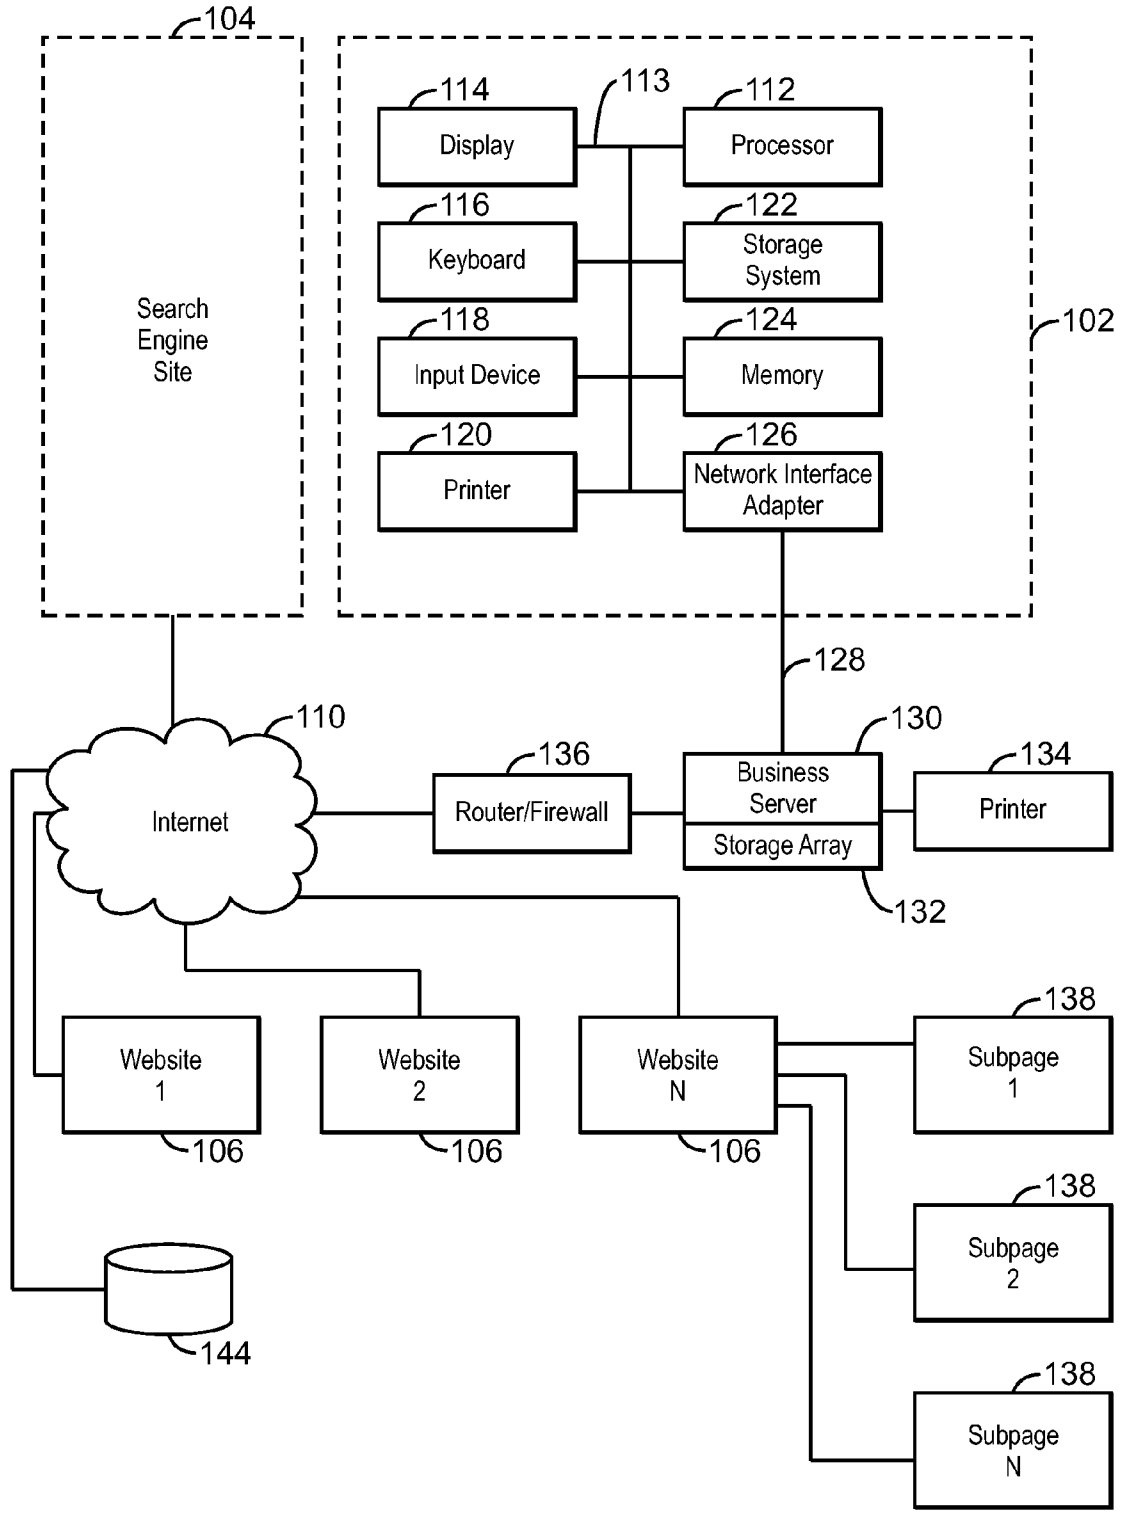 104
114
113
112
Display
Processor
116
122
Keyboard
Storage
System
Search
Engine
Site
118
124
102
Input Device
Memory
120
126
Printer
Network Interface
Adapter
128
110
136
130
134
Internet
Router/Firewall
Business
Server
Storage Array
Printer
132
138
Website
1
Website
2
Website
N
Subpage
1
106
106
106
138
Subpage
2
144
138
Subpage
N